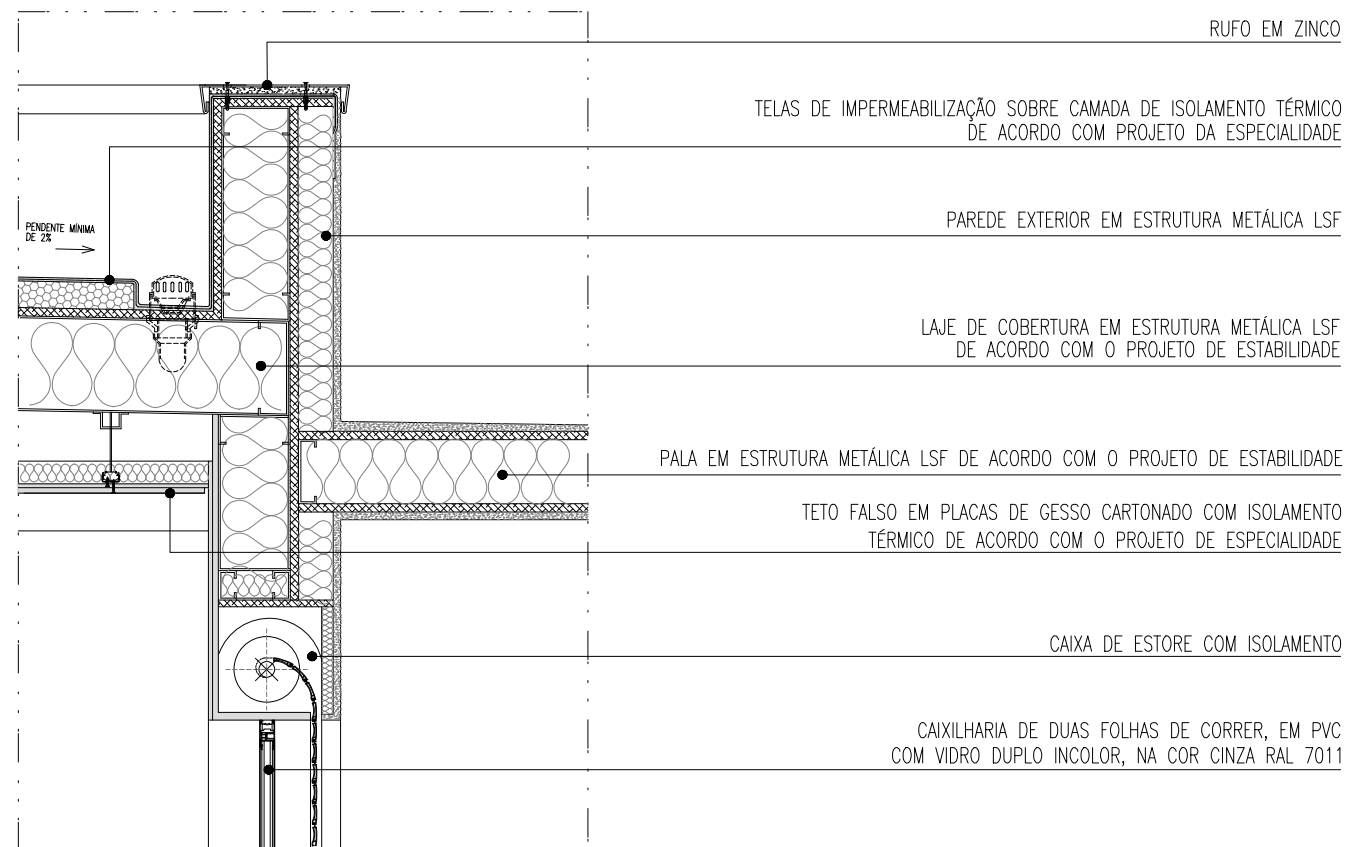 RUFO EM ZINCO
TELAS DE IMPERMEABILIZAÇÃO SOBRE CAMADA DE ISOLAMENTO TÉRMICO
DE ACORDO COM PROJETO DA ESPECIALIDADE
PAREDE EXTERIOR EM ESTRUTURA METÁLICA LSF
PENDENTE MÍNIMA
DE 2%
LAJE DE COBERTURA EM ESTRUTURA METÁLICA LSF
DE ACORDO COM O PROJETO DE ESTABILIDADE
PALA EM ESTRUTURA METÁLICA LSF DE ACORDO COM O PROJETO DE ESTABILIDADE
TETO FALSO EM PLACAS DE GESSO CARTONADO COM ISOLAMENTO
TÉRMICO DE ACORDO COM O PROJETO DE ESPECIALIDADE
CAIXA DE ESTORE COM ISOLAMENTO
CAIXILHARIA DE DUAS FOLHAS DE CORRER, EM PVC
COM VIDRO DUPLO INCOLOR, NA COR CINZA RAL 7011